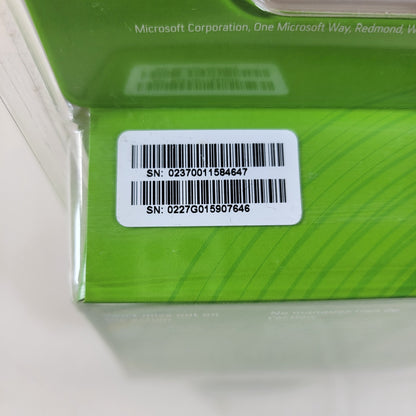 Microsoft Corporation, One Microsoft Way, Redmond, W
SN: 02370011584647
SN: 0227G015907646